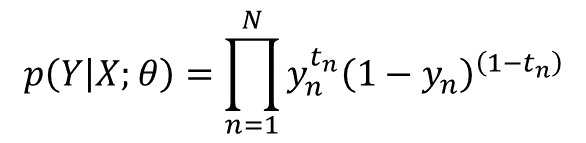 p(Y|X; θ) = ∏_{n=1}^{N} y_n^{t_n}(1 − y_n)^{(1−t_n)}